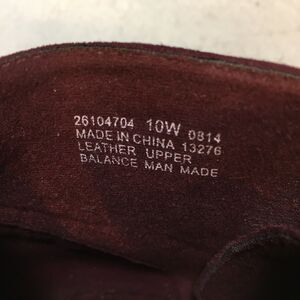 26104704 10W 0814
MADE IN CHINA 13276
LEATHER UPPER
BALANCE MAN MADE